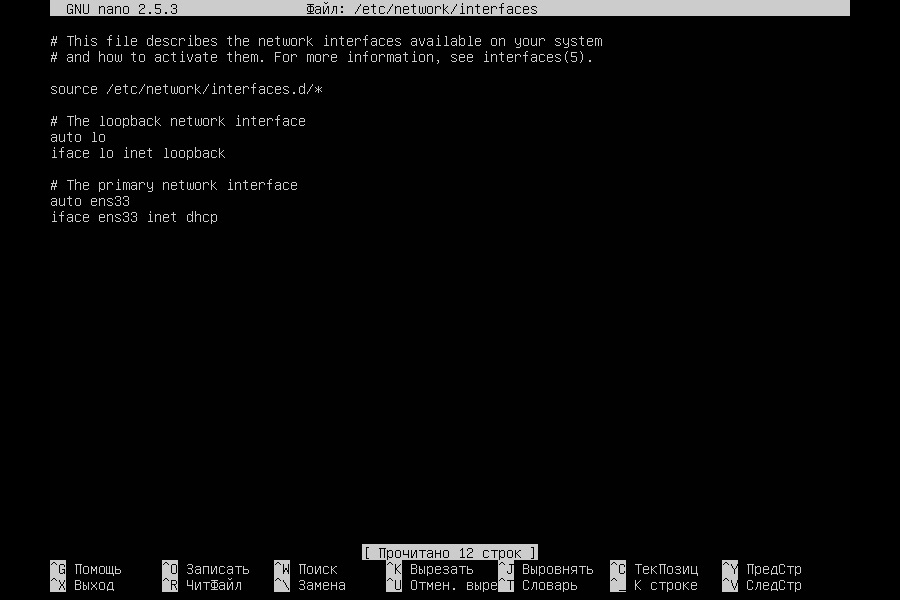 GNU nano 2.5.3 Файл: /etc/network/interfaces
# This file describes the network interfaces available on your system
# and how to activate them. For more information, see interfaces(5).
source /etc/network/interfaces.d/*
# The loopback network interface
auto lo
iface lo inet loopback
# The primary network interface
auto ens33
iface ens33 inet dhcp
[ Прочитано 12 строк ]
^G Помощь ^O Записать ^W Поиск ^K Вырезать ^J Выровнять ^C ТекПозиц ^Y ПредСтр
^X Выход ^R ЧитФайл ^\ Замена ^U Отмен. выре^T Словарь ^_ К строке ^V СледСтр